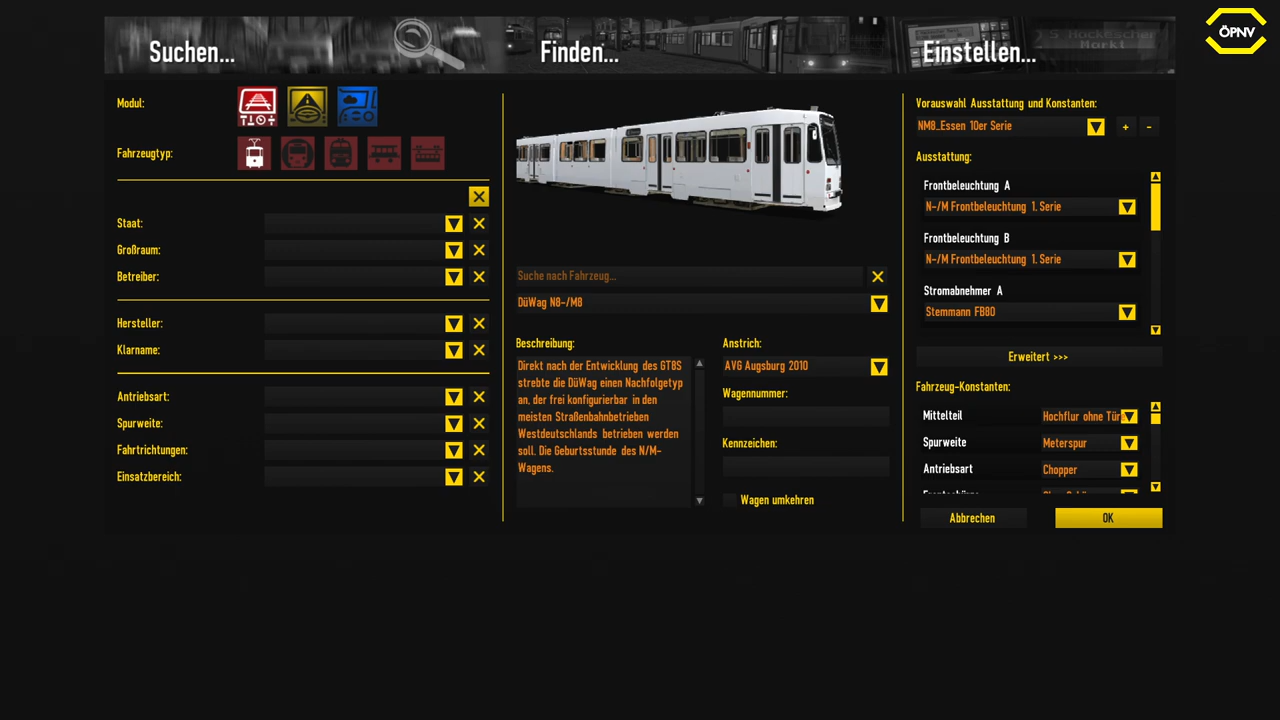 Suchen...
Finden...
Einstellen...
ÖPNV
S Hackescher
Markt
Modul:
Fahrzeugtyp:
Staat:
Großraum:
Betreiber:
Hersteller:
Klarname:
Antriebsart:
Spurweite:
Fahrtrichtungen:
Einsatzbereich:
Suche nach Fahrzeug...
DüWag N8-/M8
Beschreibung:
Direkt nach der Entwicklung des GT8S
strebte die DüWag einen Nachfolgetyp
an, der frei konfigurierbar in den
meisten Straßenbahnbetrieben
Westdeutschlands betrieben werden
soll. Die Geburtsstunde des N/M-
Wagens.
Anstrich:
AVG Augsburg 2010
Wagennummer:
Kennzeichen:
Wagen umkehren
Vorauswahl Ausstattung und Konstanten:
NM8_Essen 10er Serie
+ -
Ausstattung:
Frontbeleuchtung A
N-/M Frontbeleuchtung 1. Serie
Frontbeleuchtung B
N-/M Frontbeleuchtung 1. Serie
Stromabnehmer A
Stemmann FB80
Erweitert >>>
Fahrzeug-Konstanten:
Mittelteil Hochflur ohne Tür
Spurweite Meterspur
Antriebsart Chopper
Abbrechen
OK